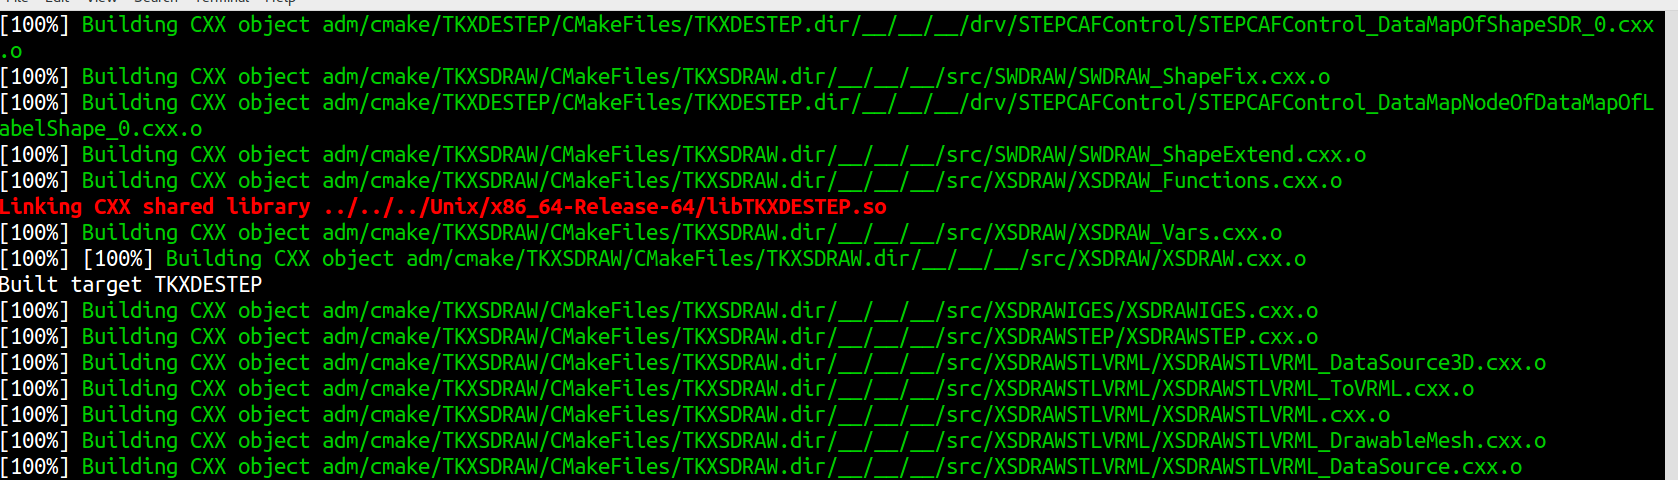 File Edit View Search Terminal Help
[100%] Building CXX object adm/cmake/TKXDESTEP/CMakeFiles/TKXDESTEP.dir/__/__/__/drv/STEPCAFControl/STEPCAFControl_DataMapOfShapeSDR_0.cxx
.o
[100%] Building CXX object adm/cmake/TKXSDRAW/CMakeFiles/TKXSDRAW.dir/__/__/__/src/SWDRAW/SWDRAW_ShapeFix.cxx.o
[100%] Building CXX object adm/cmake/TKXDESTEP/CMakeFiles/TKXDESTEP.dir/__/__/__/drv/STEPCAFControl/STEPCAFControl_DataMapNodeOfDataMapOfL
abelShape_0.cxx.o
[100%] Building CXX object adm/cmake/TKXSDRAW/CMakeFiles/TKXSDRAW.dir/__/__/__/src/SWDRAW/SWDRAW_ShapeExtend.cxx.o
[100%] Building CXX object adm/cmake/TKXSDRAW/CMakeFiles/TKXSDRAW.dir/__/__/__/src/XSDRAW/XSDRAW_Functions.cxx.o
Linking CXX shared library ../../../Unix/x86_64-Release-64/libTKXDESTEP.so
[100%] Building CXX object adm/cmake/TKXSDRAW/CMakeFiles/TKXSDRAW.dir/__/__/__/src/XSDRAW/XSDRAW_Vars.cxx.o
[100%] [100%] Building CXX object adm/cmake/TKXSDRAW/CMakeFiles/TKXSDRAW.dir/__/__/__/src/XSDRAW/XSDRAW.cxx.o
Built target TKXDESTEP
[100%] Building CXX object adm/cmake/TKXSDRAW/CMakeFiles/TKXSDRAW.dir/__/__/__/src/XSDRAWIGES/XSDRAWIGES.cxx.o
[100%] Building CXX object adm/cmake/TKXSDRAW/CMakeFiles/TKXSDRAW.dir/__/__/__/src/XSDRAWSTEP/XSDRAWSTEP.cxx.o
[100%] Building CXX object adm/cmake/TKXSDRAW/CMakeFiles/TKXSDRAW.dir/__/__/__/src/XSDRAWSTLVRML/XSDRAWSTLVRML_DataSource3D.cxx.o
[100%] Building CXX object adm/cmake/TKXSDRAW/CMakeFiles/TKXSDRAW.dir/__/__/__/src/XSDRAWSTLVRML/XSDRAWSTLVRML_ToVRML.cxx.o
[100%] Building CXX object adm/cmake/TKXSDRAW/CMakeFiles/TKXSDRAW.dir/__/__/__/src/XSDRAWSTLVRML/XSDRAWSTLVRML.cxx.o
[100%] Building CXX object adm/cmake/TKXSDRAW/CMakeFiles/TKXSDRAW.dir/__/__/__/src/XSDRAWSTLVRML/XSDRAWSTLVRML_DrawableMesh.cxx.o
[100%] Building CXX object adm/cmake/TKXSDRAW/CMakeFiles/TKXSDRAW.dir/__/__/__/src/XSDRAWSTLVRML/XSDRAWSTLVRML_DataSource.cxx.o